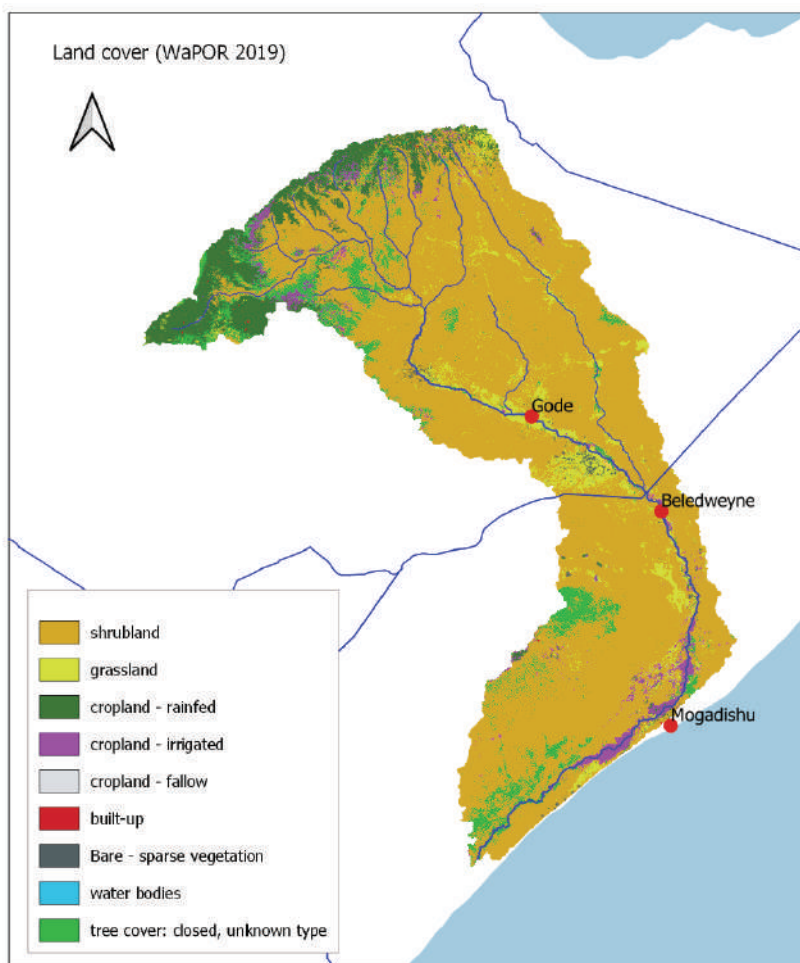 Land cover (WaPOR 2019)
Gode
Beledweyne
Mogadishu
shrubland
grassland
cropland - rainfed
cropland - irrigated
cropland - fallow
built-up
Bare - sparse vegetation
water bodies
tree cover: closed, unknown type